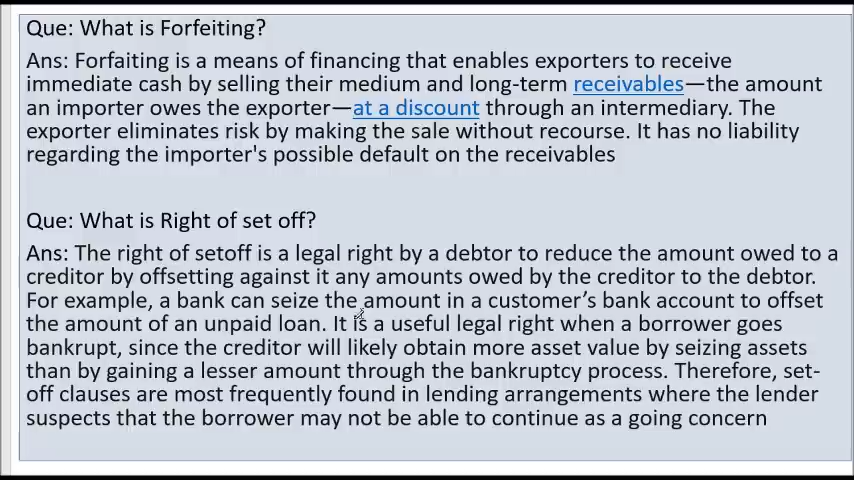 Que: What is Forfeiting?
Ans: Forfaiting is a means of financing that enables exporters to receive
immediate cash by selling their medium and long-term receivables—the amount
an importer owes the exporter—at a discount through an intermediary. The
exporter eliminates risk by making the sale without recourse. It has no liability
regarding the importer's possible default on the receivables
Que: What is Right of set off?
Ans: The right of setoff is a legal right by a debtor to reduce the amount owed to a
creditor by offsetting against it any amounts owed by the creditor to the debtor.
For example, a bank can seize the amount in a customer’s bank account to offset
the amount of an unpaid loan. It is a useful legal right when a borrower goes
bankrupt, since the creditor will likely obtain more asset value by seizing assets
than by gaining a lesser amount through the bankruptcy process. Therefore, set-
off clauses are most frequently found in lending arrangements where the lender
suspects that the borrower may not be able to continue as a going concern